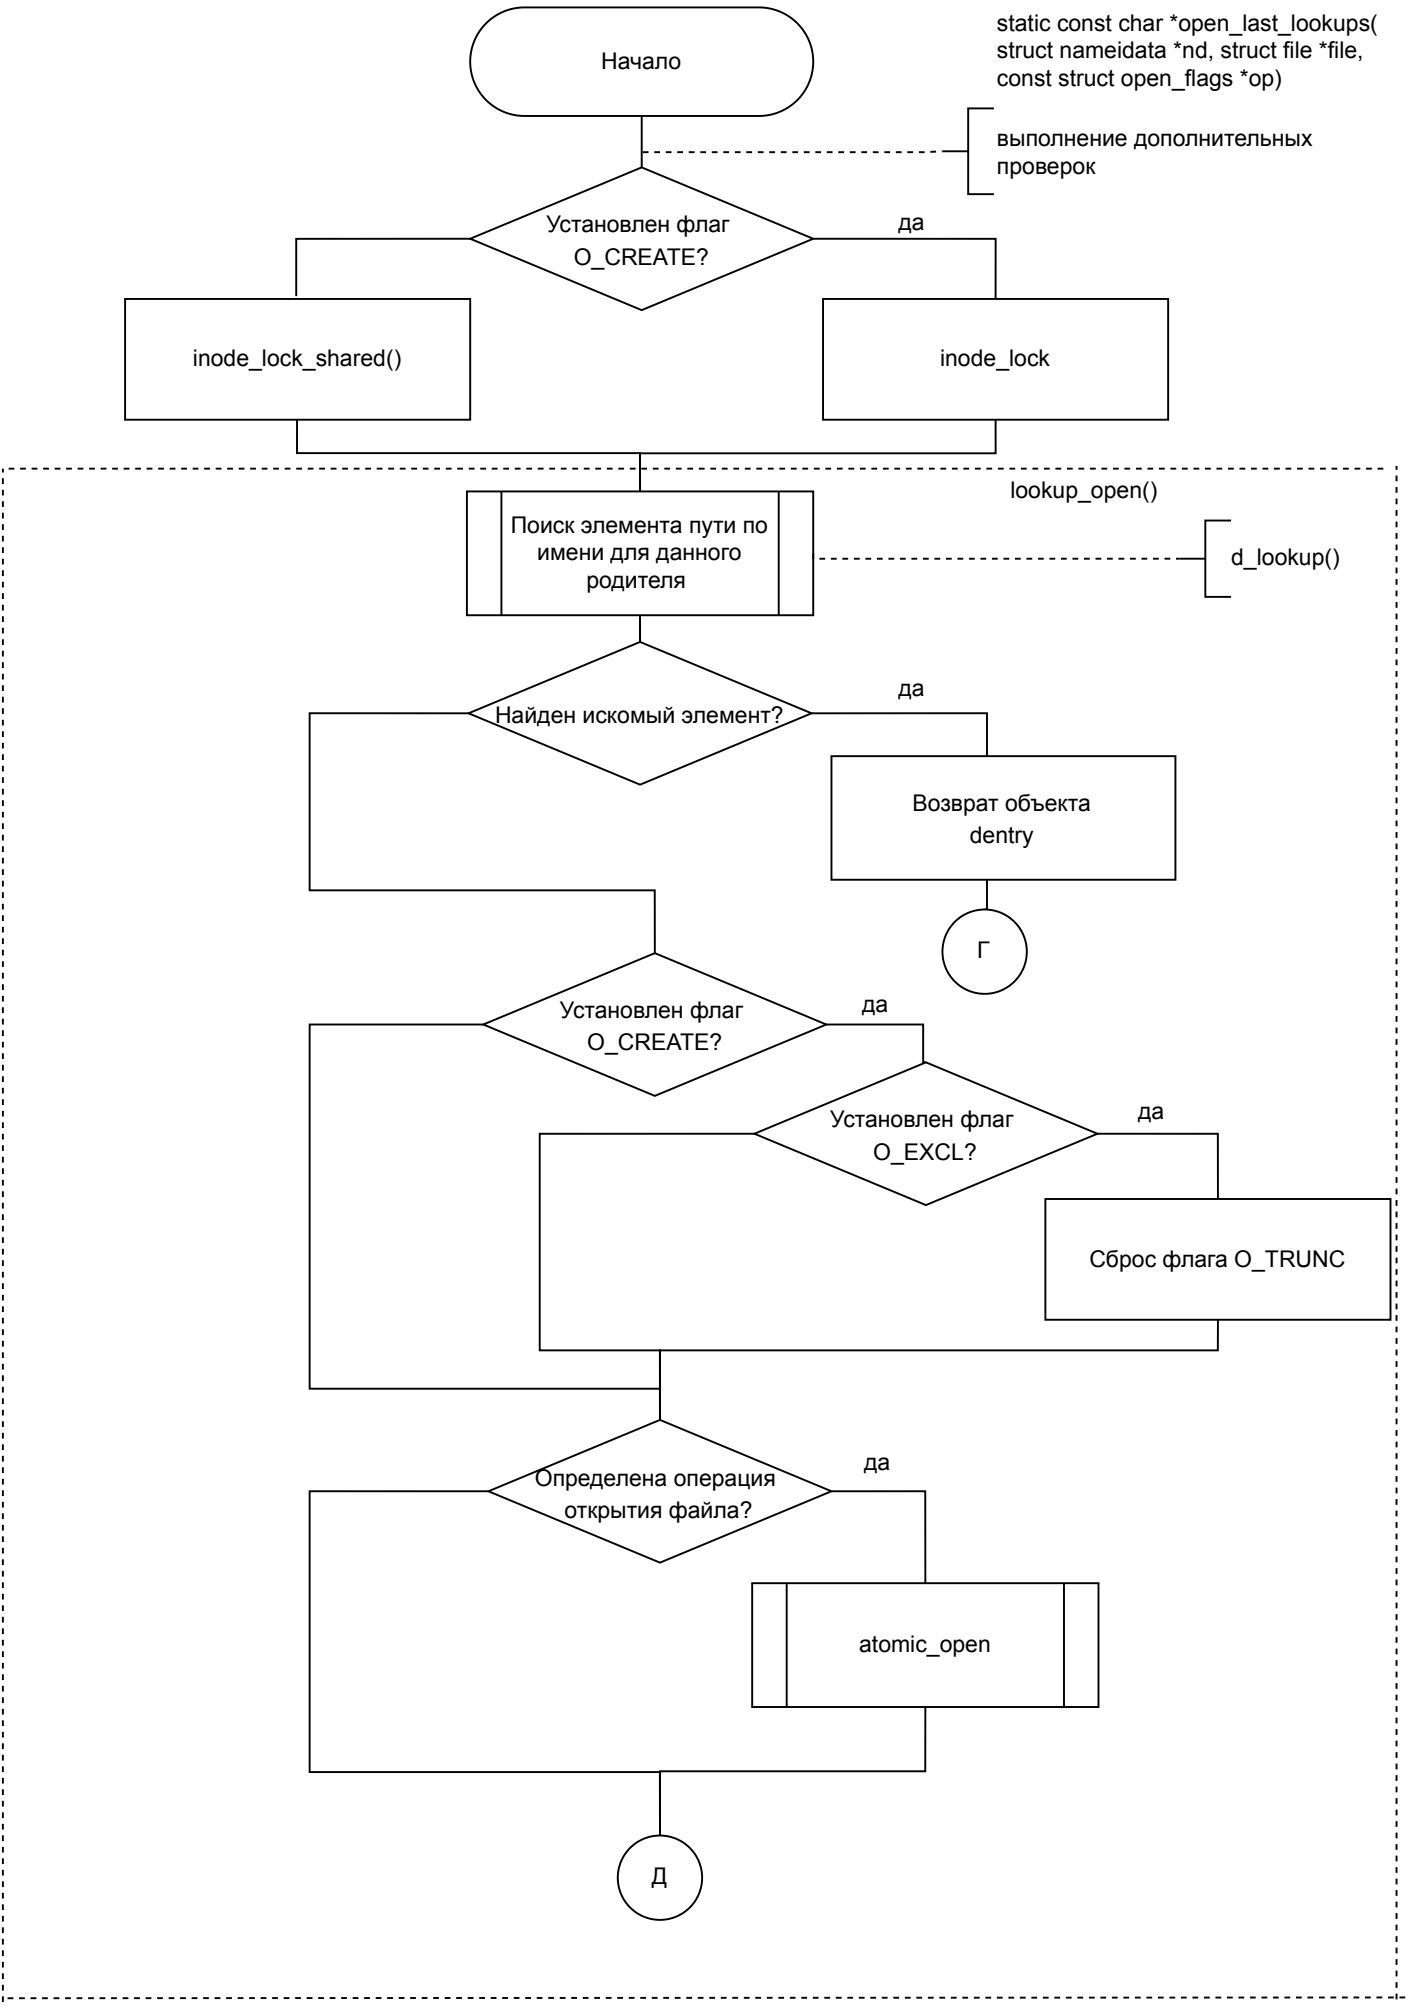 Начало
static const char *open_last_lookups(
struct nameidata *nd, struct file *file,
const struct open_flags *op)
выполнение дополнительных
проверок
Установлен флаг
O_CREATE?
да
inode_lock_shared()
inode_lock
lookup_open()
Поиск элемента пути по
имени для данного
родителя
d_lookup()
Найден искомый элемент?
да
Возврат объекта
dentry
Г
Установлен флаг
O_CREATE?
да
Установлен флаг
O_EXCL?
да
Сброс флага O_TRUNC
Определена операция
открытия файла?
да
atomic_open
Д